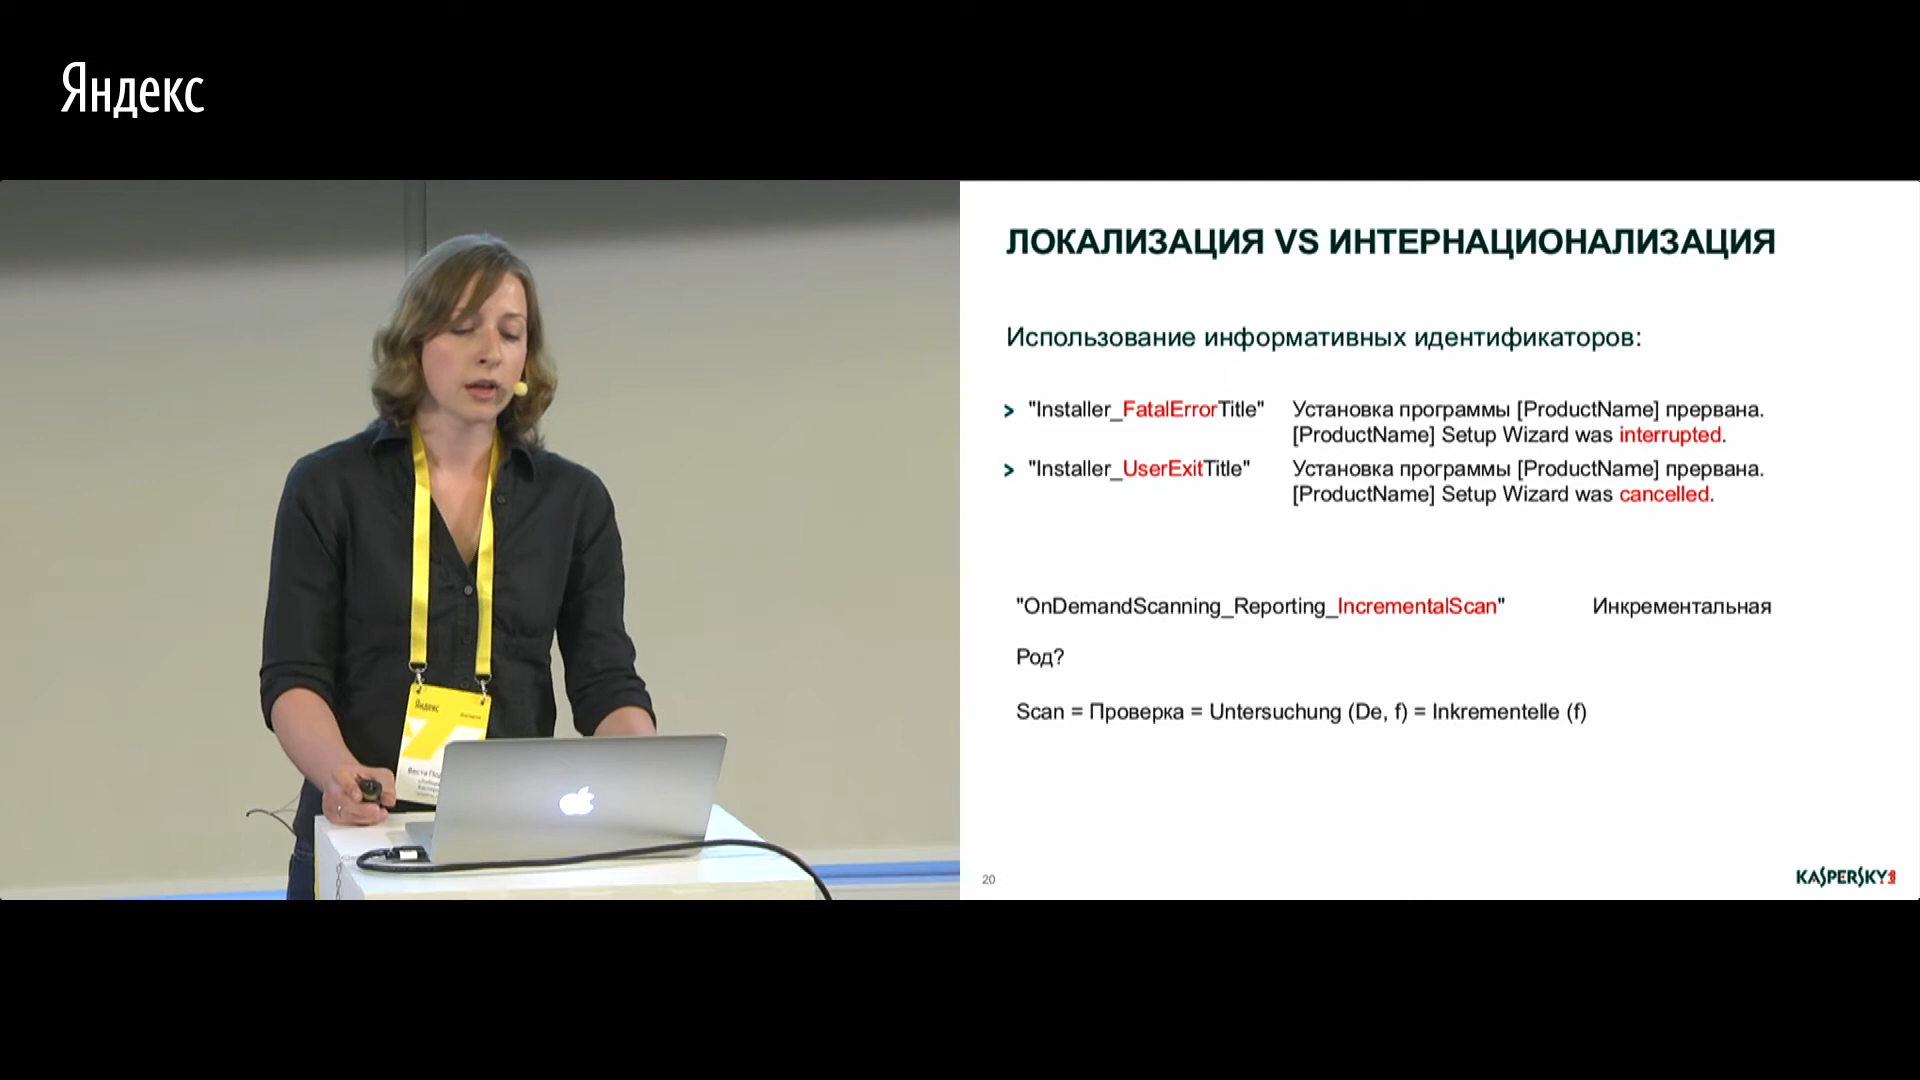 Яндекс
ЛОКАЛИЗАЦИЯ VS ИНТЕРНАЦИОНАЛИЗАЦИЯ
Использование информативных идентификаторов:
> "Installer_FatalErrorTitle" Установка программы [ProductName] прервана.
[ProductName] Setup Wizard was interrupted.
> "Installer_UserExitTitle" Установка программы [ProductName] прервана.
[ProductName] Setup Wizard was cancelled.
"OnDemandScanning_Reporting_IncrementalScan" Инкрементальная
Род?
Scan = Проверка = Untersuchung (De, f) = Inkrementelle (f)
20
KASPERSKY
Яндекс
Веста